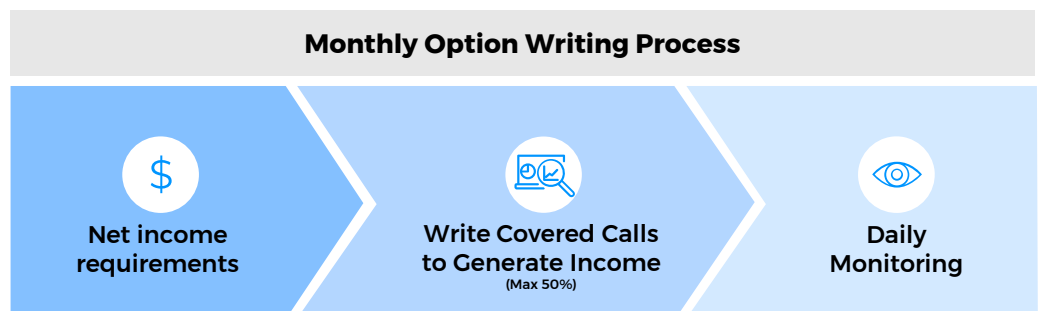 Monthly Option Writing Process
$
Net income
requirements
Write Covered Calls
to Generate Income
(Max 50%)
Daily
Monitoring